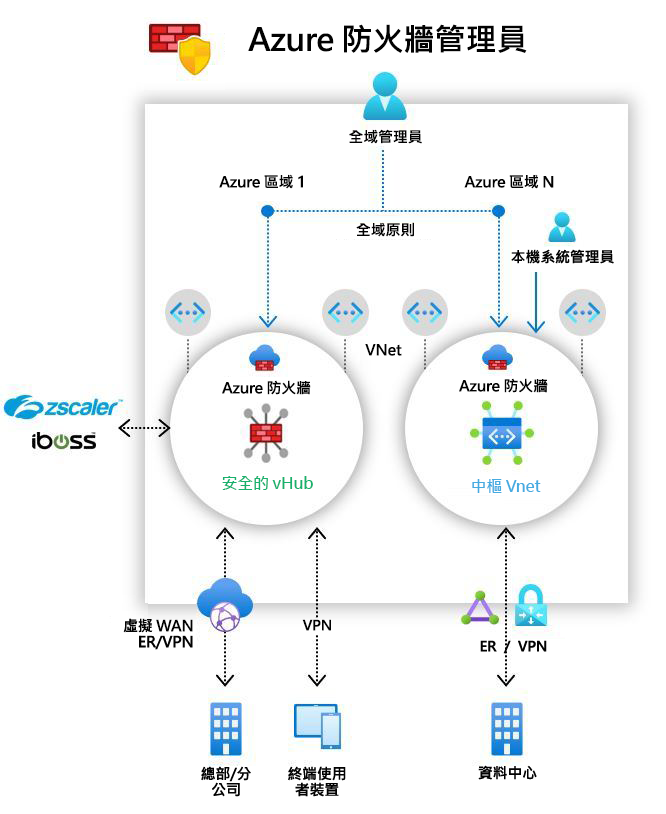 Azure 防火牆管理員
全域管理員
Azure 區域 1
Azure 區域 N
全域原則
本機系統管理員
VNet
Azure 防火牆
Azure 防火牆
zscaler™
iboss
安全的 vHub
中樞 Vnet
虛擬 WAN
ER/VPN
VPN
ER / VPN
總部/分
公司
終端使用
者裝置
資料中心